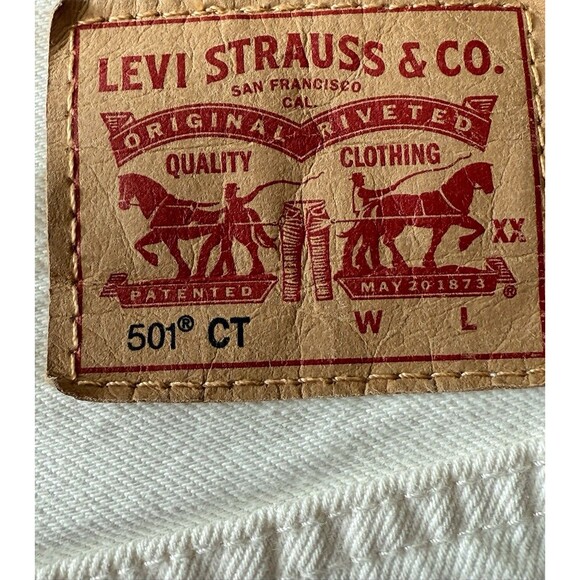 LEVI STRAUSS & CO.
SAN FRANCISCO
CAL.
ORIGINAL RIVETED
QUALITY CLOTHING
XX
PATENTED MAY 20 1873 ®
501® CT W L